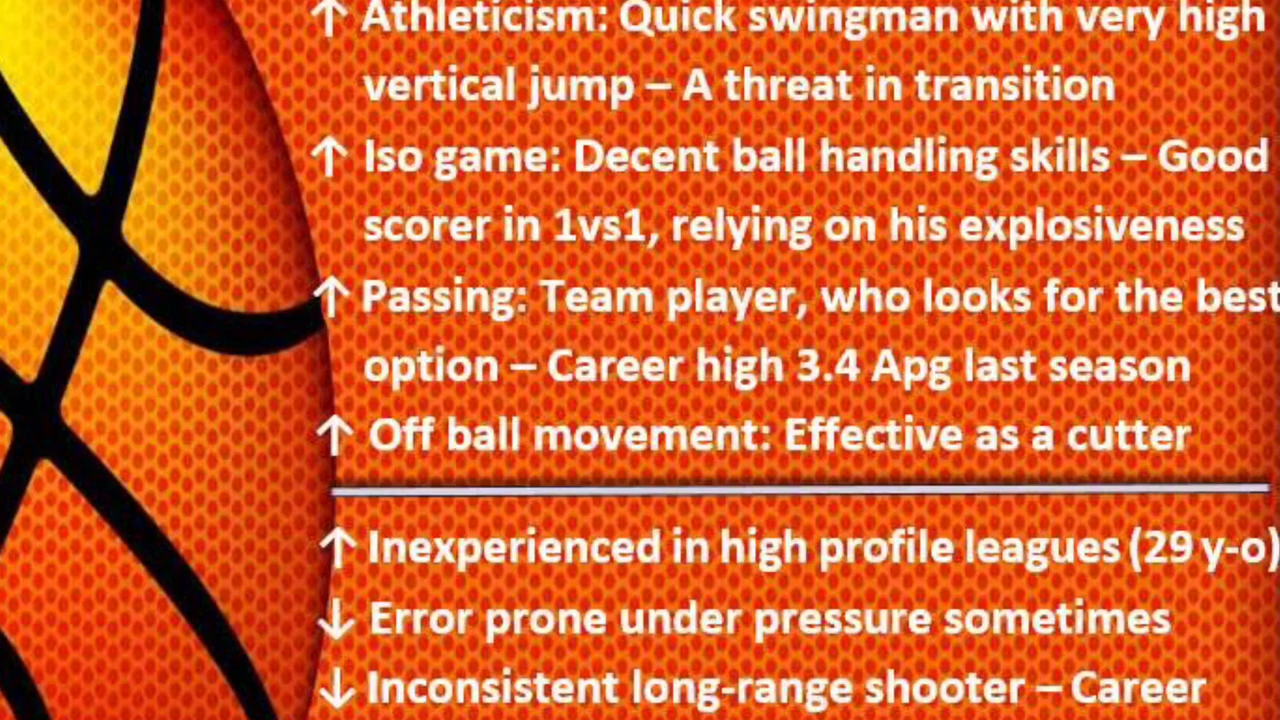 ↑ Athleticism: Quick swingman with very high
vertical jump – A threat in transition
↑ Iso game: Decent ball handling skills – Good
scorer in 1vs1, relying on his explosiveness
↑ Passing: Team player, who looks for the best
option – Career high 3.4 Apg last season
↑ Off ball movement: Effective as a cutter
↑ Inexperienced in high profile leagues (29 y-o)
↓ Error prone under pressure sometimes
↓ Inconsistent long-range shooter – Career